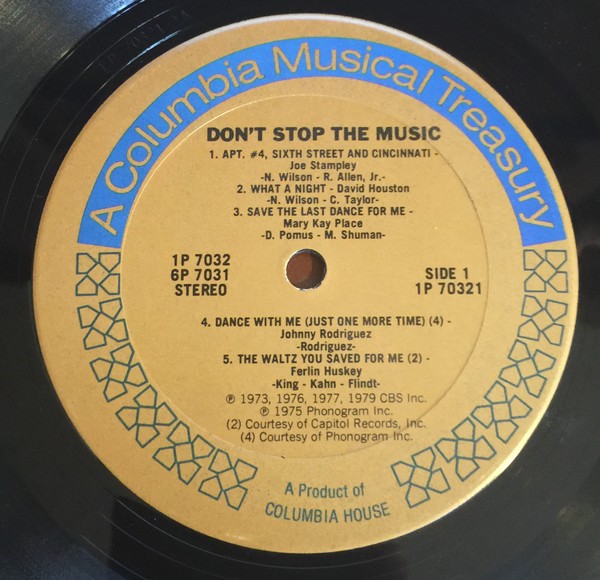 A Columbia Musical Treasury
DON'T STOP THE MUSIC
1. APT. #4, SIXTH STREET AND CINCINNATI -
Joe Stampley
-N. Wilson - R. Allen, Jr.-
2. WHAT A NIGHT - David Houston
-N. Wilson - C. Taylor-
3. SAVE THE LAST DANCE FOR ME -
Mary Kay Place
-D. Pomus - M. Shuman-
1P 7032
6P 7031
STEREO
SIDE 1
1P 70321
4. DANCE WITH ME (JUST ONE MORE TIME) (4) -
Johnny Rodriguez
-Rodriguez-
5. THE WALTZ YOU SAVED FOR ME (2) -
Ferlin Huskey
-King - Kahn - Flindt-
℗ 1973, 1976, 1977, 1979 CBS Inc.
℗ 1975 Phonogram Inc.
(2) Courtesy of Capitol Records, Inc.
(4) Courtesy of Phonogram Inc.
A Product of
COLUMBIA HOUSE